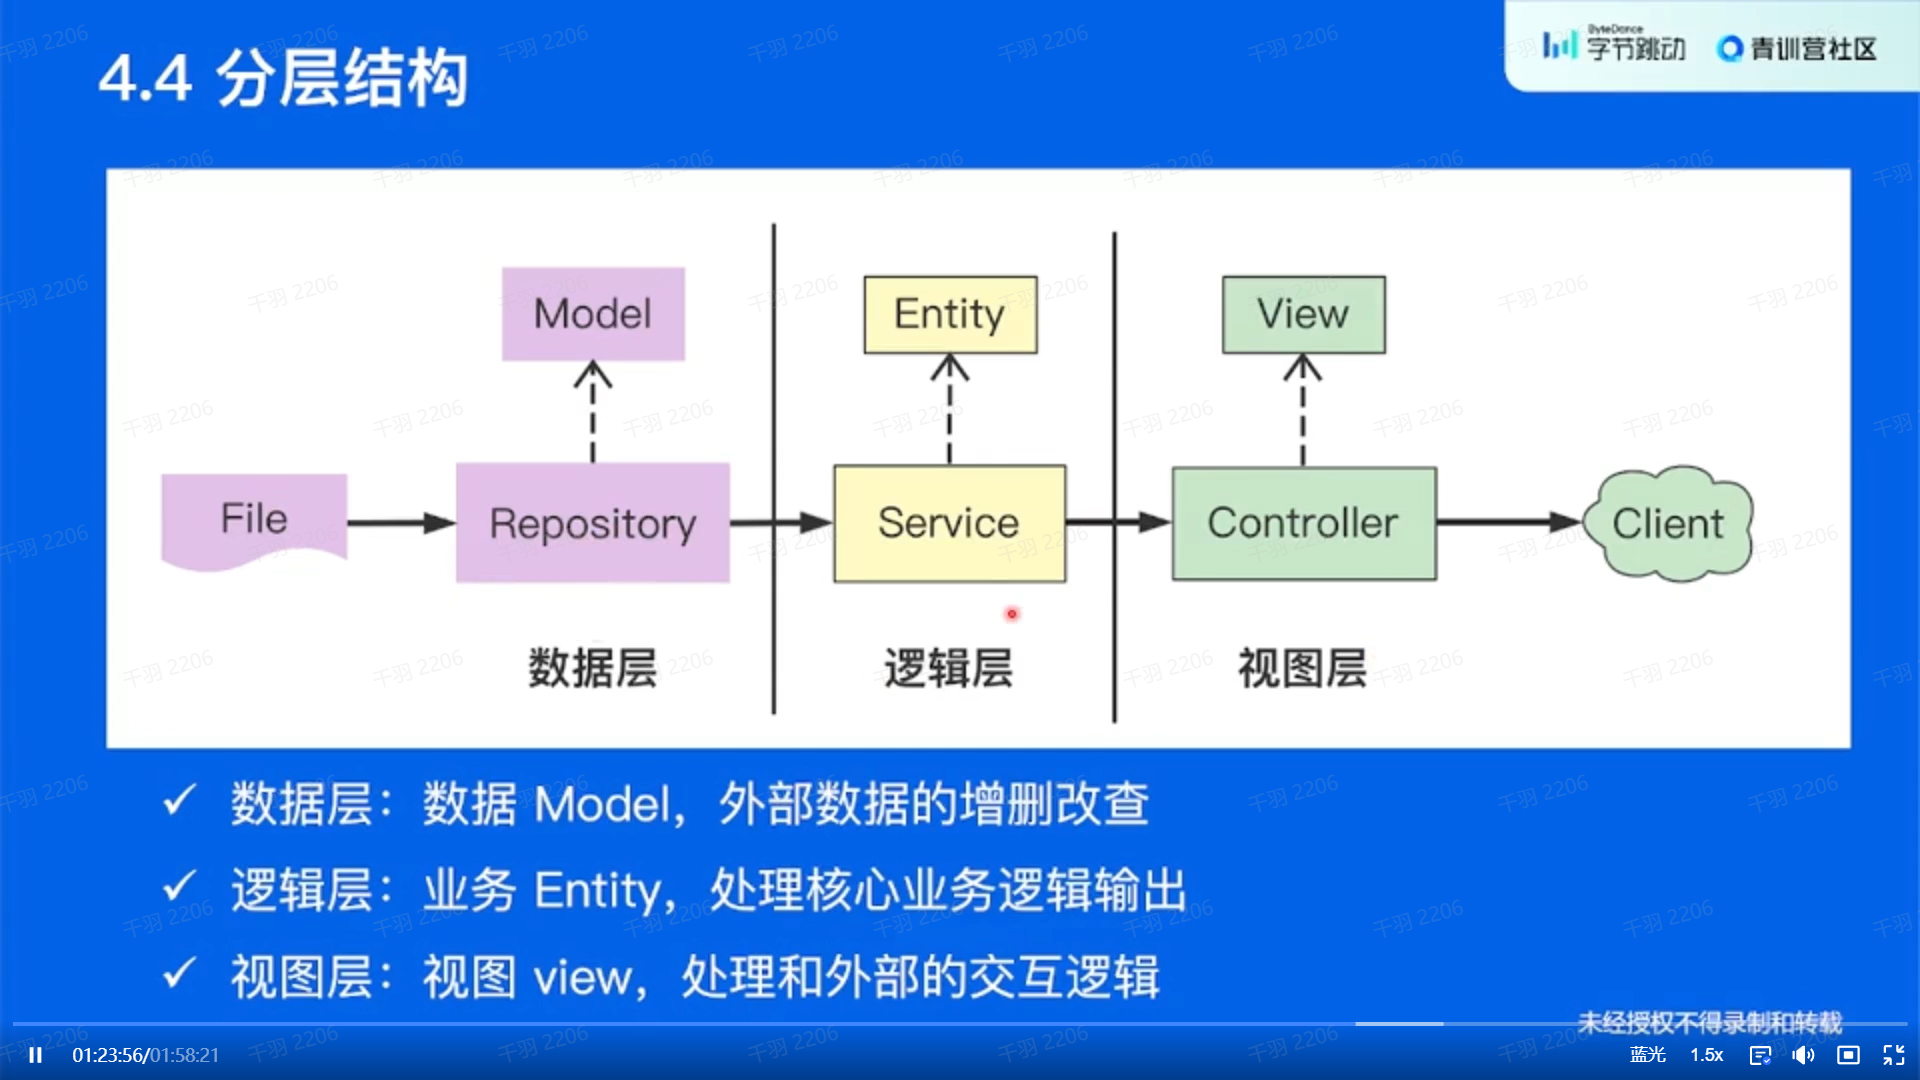 4.4 分层结构
ByteDance
字节跳动
青训营社区
Model
Entity
View
File
Repository
Service
Controller
Client
数据层
逻辑层
视图层
✓ 数据层：数据 Model，外部数据的增删改查
✓ 逻辑层：业务 Entity，处理核心业务逻辑输出
✓ 视图层：视图 view，处理和外部的交互逻辑
未经授权不得录制和转载
01:23:56/01:58:21
蓝光
1.5x
千羽 2206